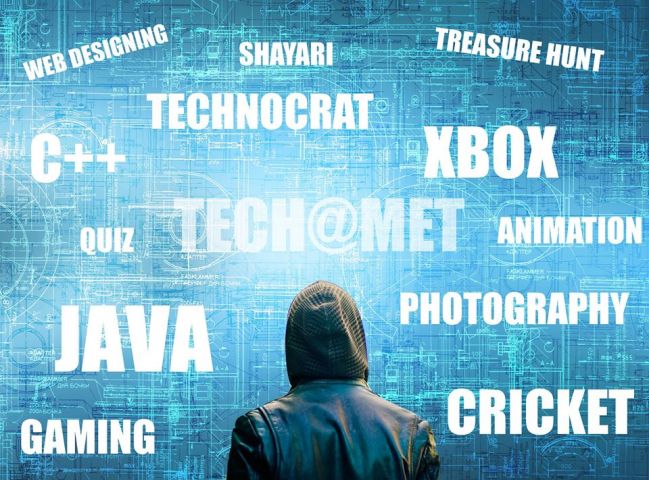 WEB DESIGNING
SHAYARI
TREASURE HUNT
TECHNOCRAT
C++
XBOX
TECH@MET
QUIZ
ANIMATION
PHOTOGRAPHY
JAVA
CRICKET
GAMING